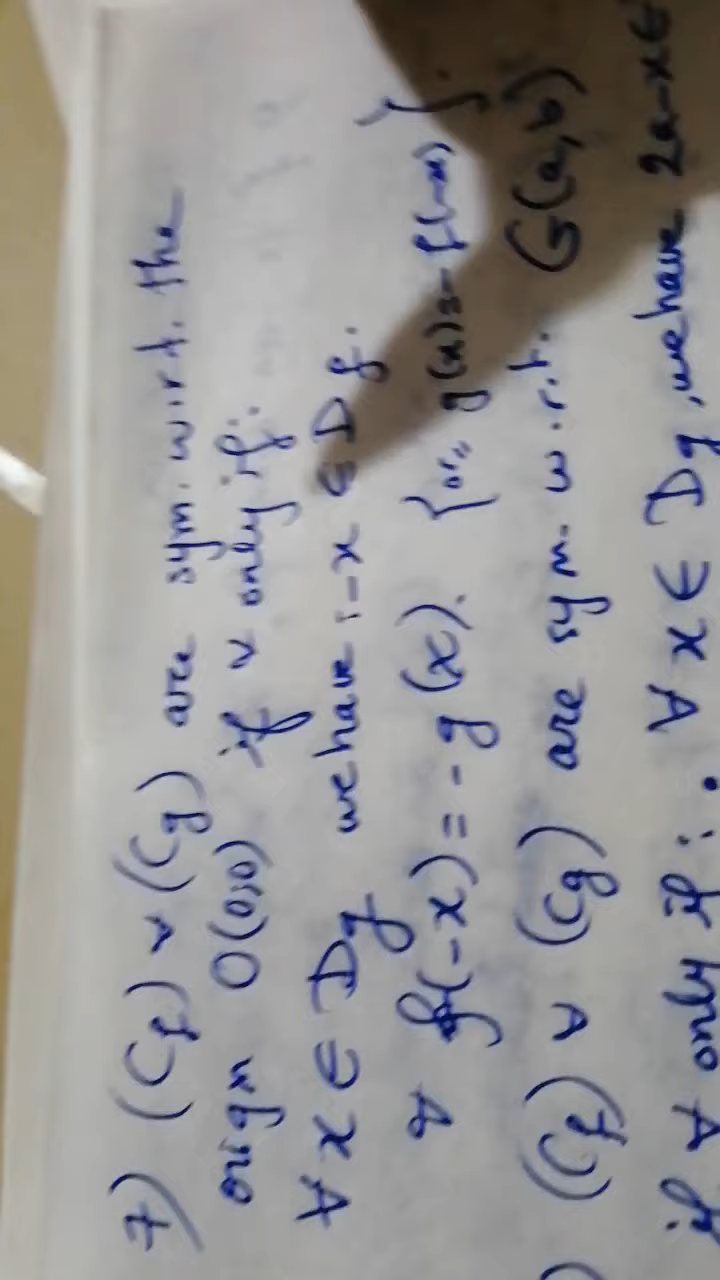 7) (Cf) ∧ (Cg) are sym. w.r.t. the
origin O(0,0) if ∧ only if:
∀ x ∈ Dg we have: -x ∈ Df.
& f(-x) = -g(x). {or,, g(x) = -f(-x)}.
(Cf) ∧ (Cg) are sym. w.r.t. G(a,b)
if ∧ only if: • ∀ x ∈ Dg, we have 2a-x ∈